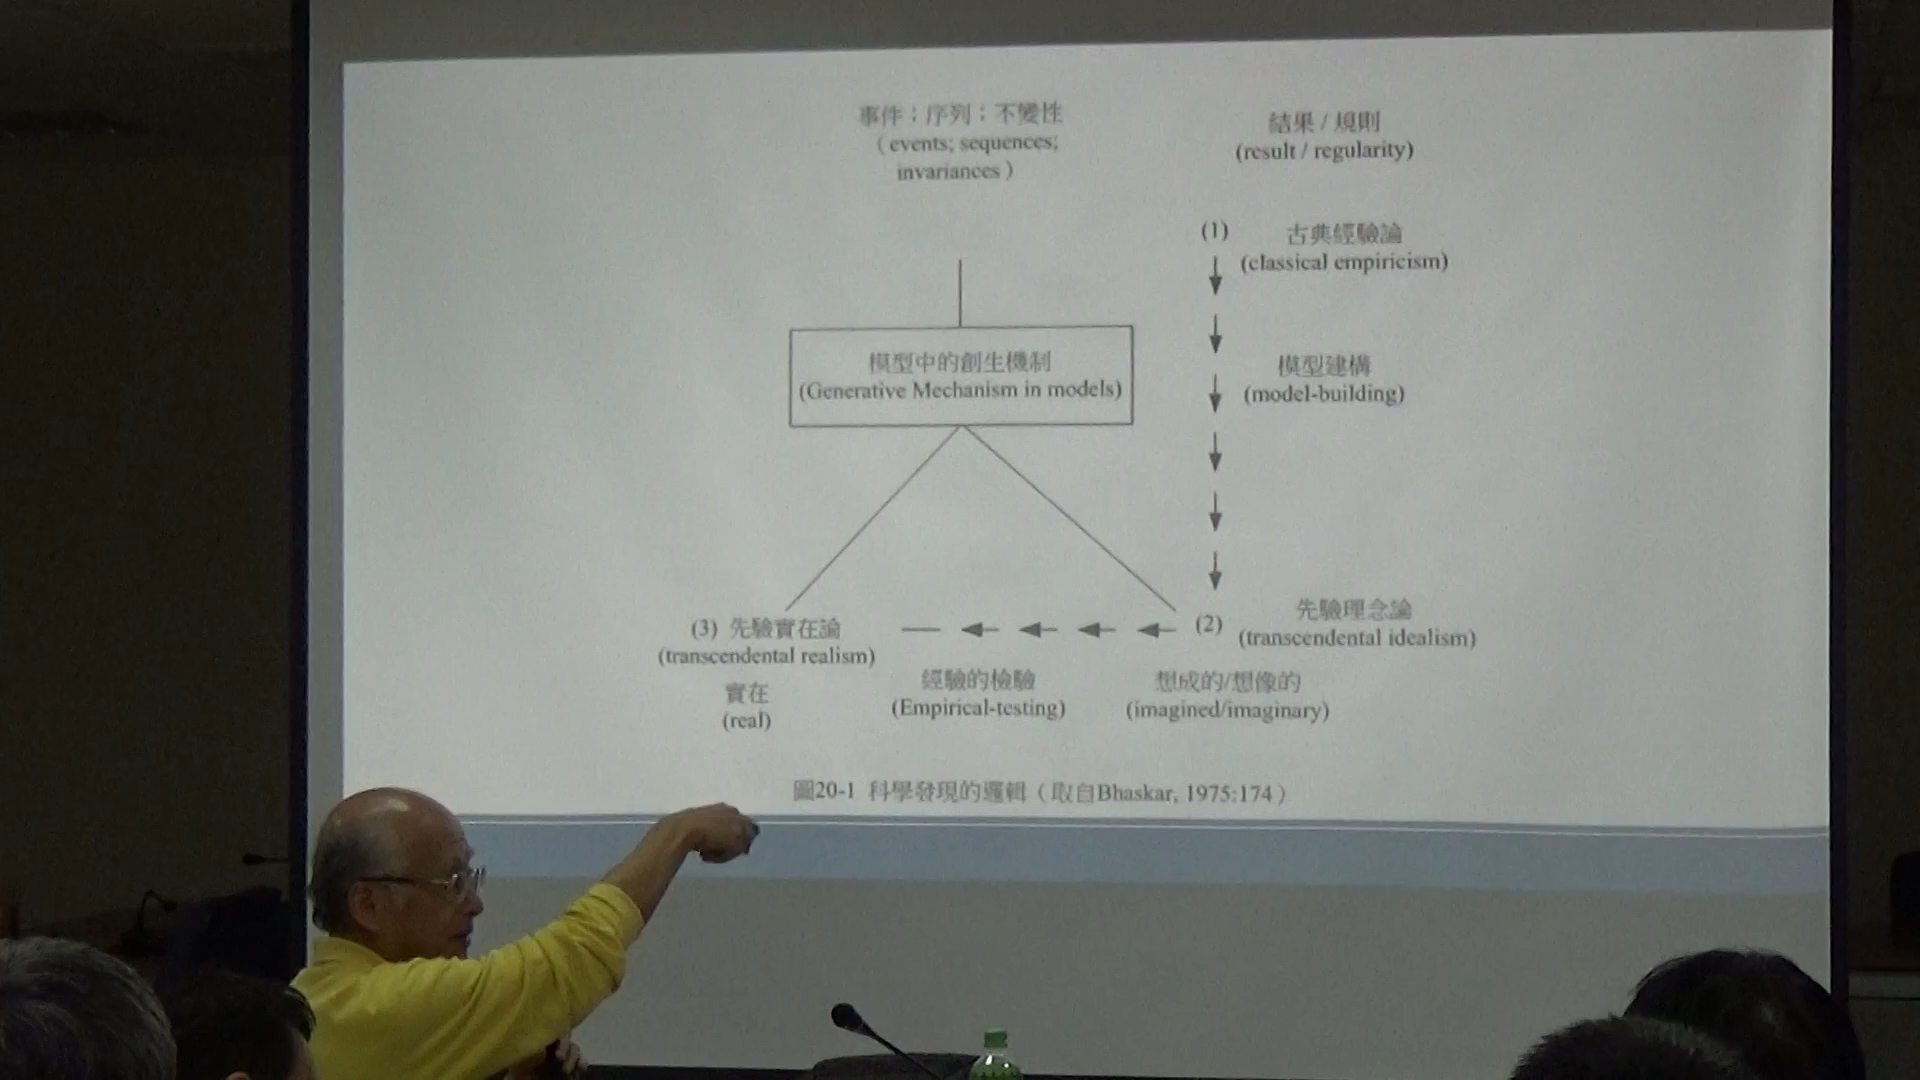 事件；序列；不變性
（events; sequences;
invariances）
結果 / 規則
(result / regularity)
(1) 古典經驗論
(classical empiricism)
模型中的創生機制
(Generative Mechanism in models)
模型建構
(model-building)
(3) 先驗實在論
(transcendental realism)
實在
(real)
經驗的檢驗
(Empirical-testing)
(2) 先驗理念論
(transcendental idealism)
想成的/想像的
(imagined/imaginary)
圖20-1 科學發現的邏輯（取自Bhaskar, 1975:174）